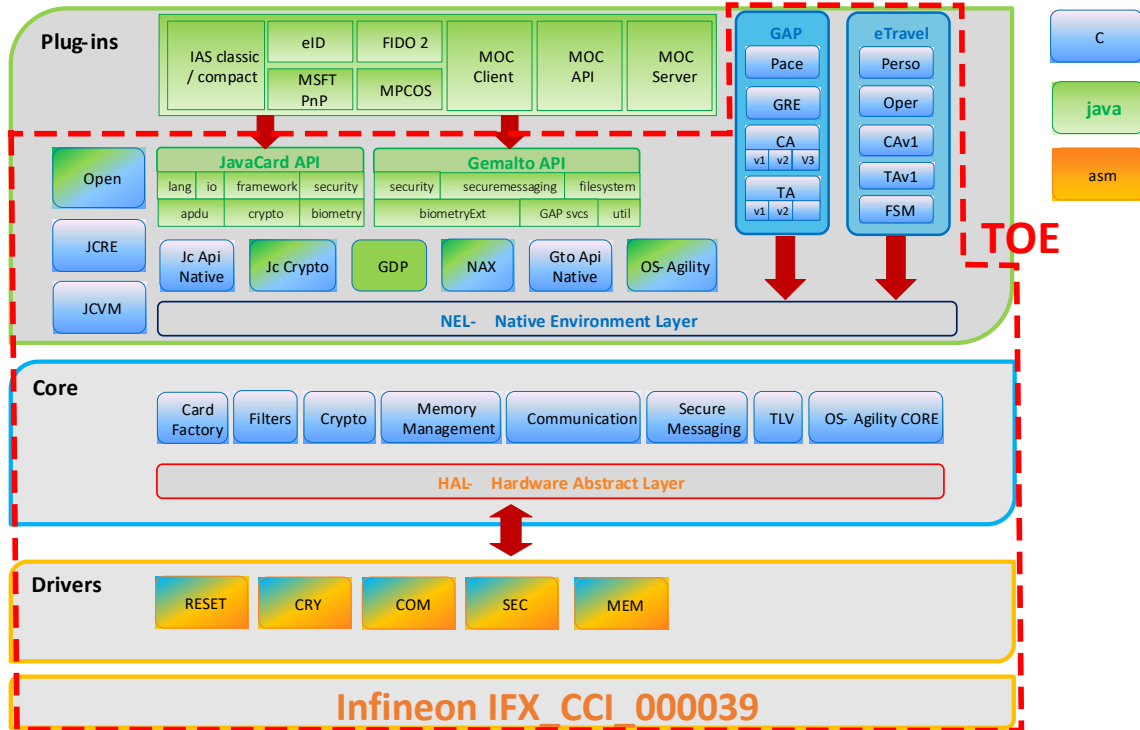 Plug-ins
IAS classic
/ compact
eID
FIDO 2
MSFT
PnP
MPCOS
MOC
Client
MOC
API
MOC
Server
GAP
Pace
GRE
CA
v1 v2 V3
TA
v1 v2
eTravel
Perso
Oper
CAv1
TAv1
FSM
C
java
asm
TOE
Open
JCRE
JCVM
JavaCard API
lang io framework security
apdu crypto biometry
Gemalto API
security securemessaging filesystem
biometryExt GAP svcs util
Jc Api
Native
Jc Crypto
GDP
NAX
Gto Api
Native
OS- Agility
NEL- Native Environment Layer
Core
Card
Factory
Filters
Crypto
Memory
Management
Communication
Secure
Messaging
TLV
OS- Agility CORE
HAL- Hardware Abstract Layer
Drivers
RESET
CRY
COM
SEC
MEM
Infineon IFX_CCI_000039